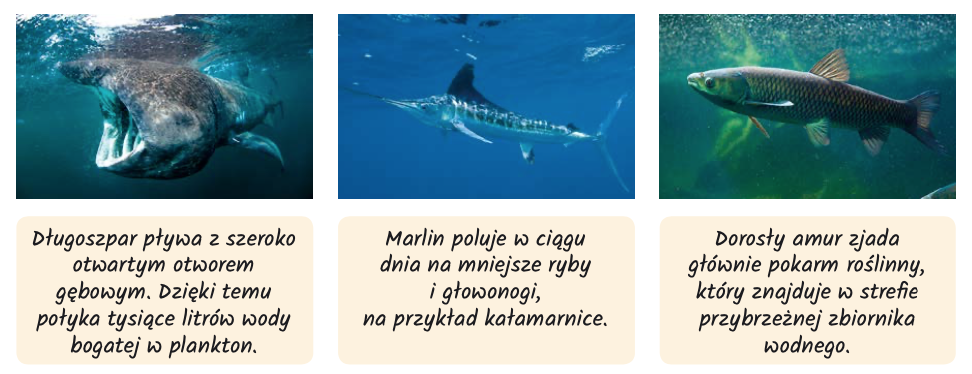 Długoszpar pływa z szeroko
otwartym otworem
gębowym. Dzięki temu
połyka tysiące litrów wody
bogatej w plankton.
Marlin poluje w ciągu
dnia na mniejsze ryby
i głowonogi,
na przykład kałamarnice.
Dorosły amur zjada
głównie pokarm roślinny,
który znajduje w strefie
przybrzeżnej zbiornika
wodnego.